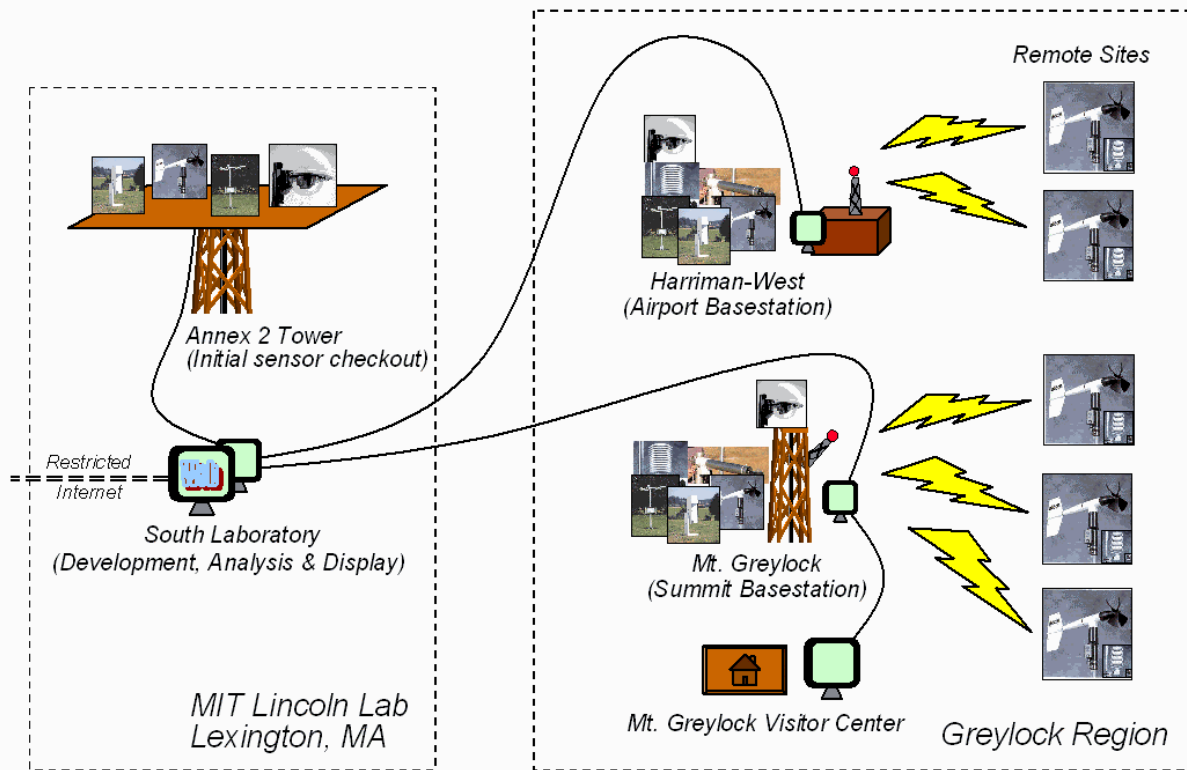 Remote Sites
Harriman-West
(Airport Basestation)
Annex 2 Tower
(Initial sensor checkout)
Restricted
Internet
South Laboratory
(Development, Analysis & Display)
Mt. Greylock
(Summit Basestation)
Mt. Greylock Visitor Center
MIT Lincoln Lab
Lexington, MA
Greylock Region